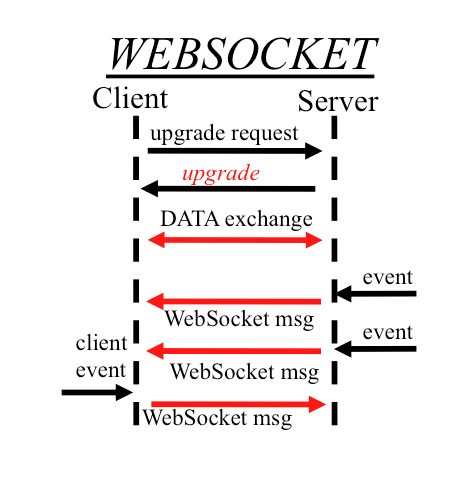 WEBSOCKET
Client
Server
upgrade request
upgrade
DATA exchange
event
WebSocket msg
event
client
event
WebSocket msg
WebSocket msg